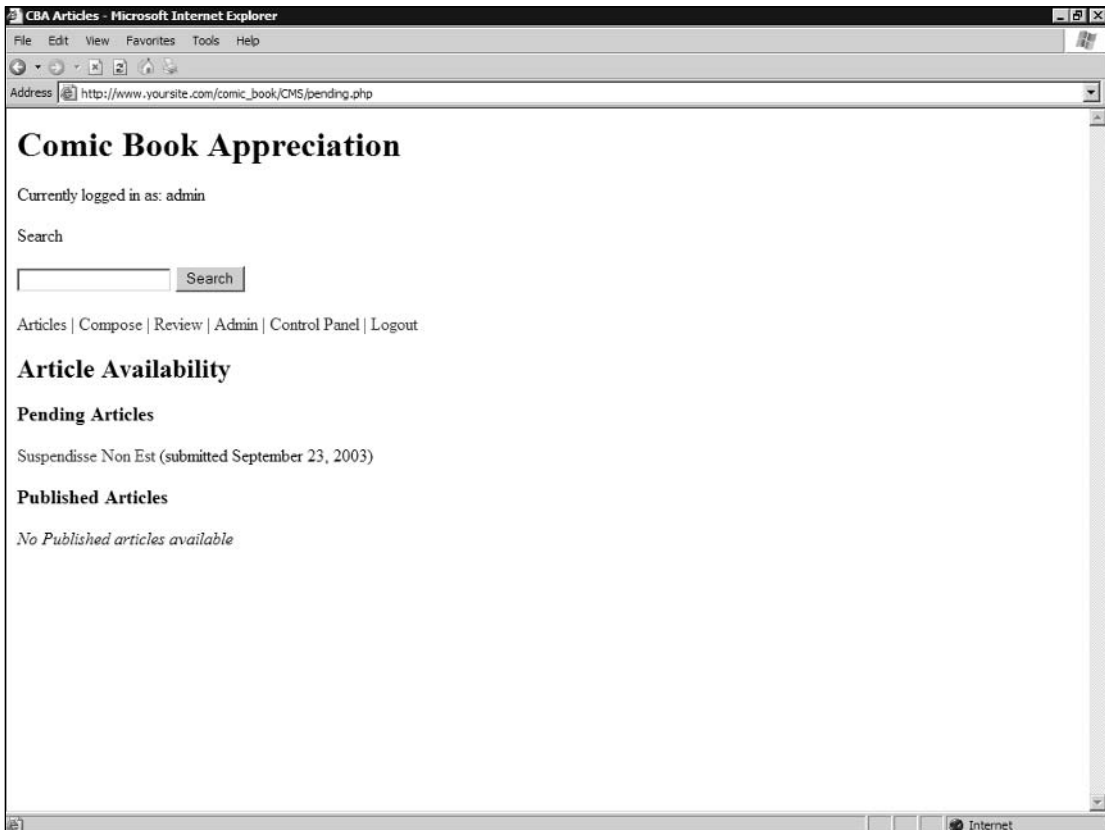 CBA Articles - Microsoft Internet Explorer
File Edit View Favorites Tools Help
Address http://www.yoursite.com/comic_book/CMS/pending.php
Comic Book Appreciation
Currently logged in as: admin
Search
Search
Articles | Compose | Review | Admin | Control Panel | Logout
Article Availability
Pending Articles
Suspendisse Non Est (submitted September 23, 2003)
Published Articles
No Published articles available
Internet